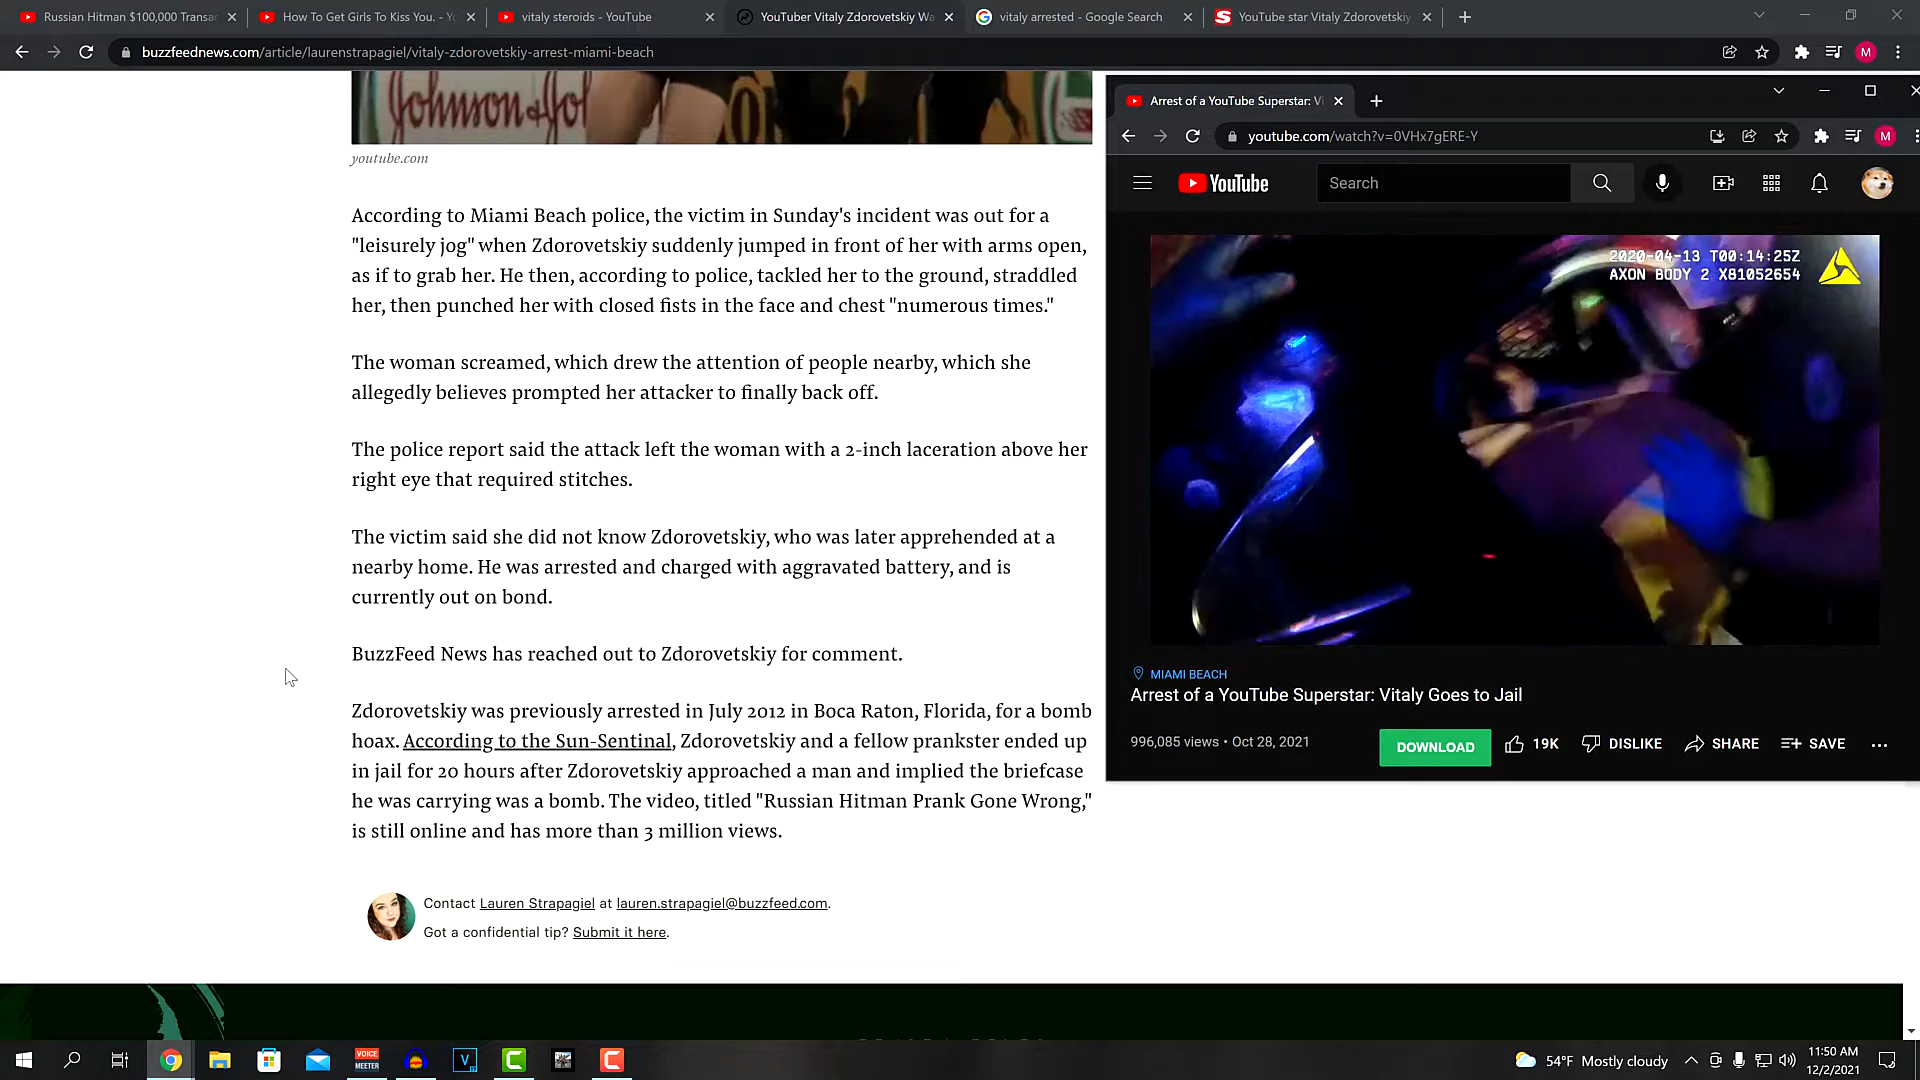 Russian Hitman $100,000 Transac
How To Get Girls To Kiss You. - Yo
vitaly steroids - YouTube
YouTuber Vitaly Zdorovetskiy Wa
vitaly arrested - Google Search
YouTube star Vitaly Zdorovetskiy
buzzfeednews.com/article/laurenstrapagiel/vitaly-zdorovetskiy-arrest-miami-beach
M
Johnson&Joh
youtube.com
According to Miami Beach police, the victim in Sunday's incident was out for a
"leisurely jog" when Zdorovetskiy suddenly jumped in front of her with arms open,
as if to grab her. He then, according to police, tackled her to the ground, straddled
her, then punched her with closed fists in the face and chest "numerous times."
The woman screamed, which drew the attention of people nearby, which she
allegedly believes prompted her attacker to finally back off.
The police report said the attack left the woman with a 2-inch laceration above her
right eye that required stitches.
The victim said she did not know Zdorovetskiy, who was later apprehended at a
nearby home. He was arrested and charged with aggravated battery, and is
currently out on bond.
BuzzFeed News has reached out to Zdorovetskiy for comment.
Zdorovetskiy was previously arrested in July 2012 in Boca Raton, Florida, for a bomb
hoax. According to the Sun-Sentinal, Zdorovetskiy and a fellow prankster ended up
in jail for 20 hours after Zdorovetskiy approached a man and implied the briefcase
he was carrying was a bomb. The video, titled "Russian Hitman Prank Gone Wrong,"
is still online and has more than 3 million views.
Contact Lauren Strapagiel at lauren.strapagiel@buzzfeed.com.
Got a confidential tip? Submit it here.
Arrest of a YouTube Superstar: Vi
youtube.com/watch?v=0VHx7gERE-Y
M
YouTube
Search
2020-04-13 T00:14:25Z
AXON BODY 2 X81052654
MIAMI BEACH
Arrest of a YouTube Superstar: Vitaly Goes to Jail
996,085 views • Oct 28, 2021
DOWNLOAD
19K
DISLIKE
SHARE
SAVE
VOICE
MEETER
V
C
C
54°F Mostly cloudy
11:50 AM
12/2/2021